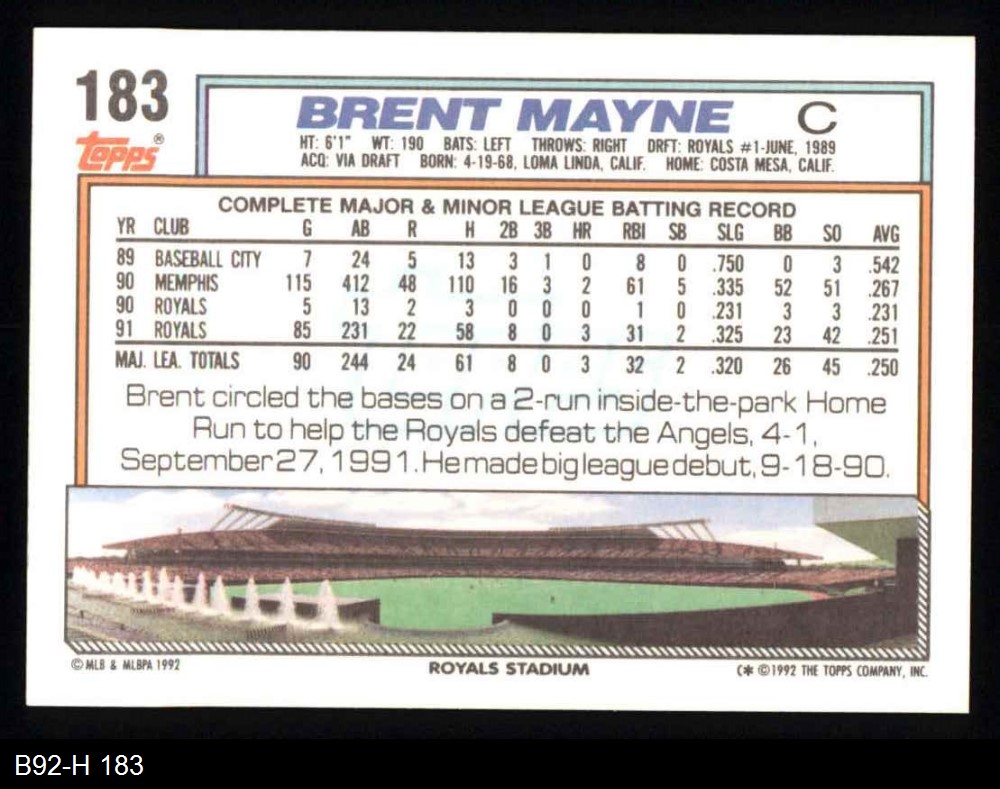 183
Topps®
BRENT MAYNE C
HT: 6'1" WT: 190 BATS: LEFT THROWS: RIGHT DRFT: ROYALS #1-JUNE, 1989
ACQ: VIA DRAFT BORN: 4-19-68, LOMA LINDA, CALIF. HOME: COSTA MESA, CALIF.
COMPLETE MAJOR & MINOR LEAGUE BATTING RECORD
YR CLUB G AB R H 2B 3B HR RBI SB SLG BB SO AVG
89 BASEBALL CITY 7 24 5 13 3 1 0 8 0 .750 0 3 .542
90 MEMPHIS 115 412 48 110 16 3 2 61 5 .335 52 51 .267
90 ROYALS 5 13 2 3 0 0 0 1 0 .231 3 3 .231
91 ROYALS 85 231 22 58 8 0 3 31 2 .325 23 42 .251
MAJ. LEA. TOTALS 90 244 24 61 8 0 3 32 2 .320 26 45 .250
Brent circled the bases on a 2-run inside-the-park Home
Run to help the Royals defeat the Angels, 4-1,
September 27, 1991. He made big league debut, 9-18-90.
© MLB & MLBPA 1992
ROYALS STADIUM
(* © 1992 THE TOPPS COMPANY, INC.
B92-H 183